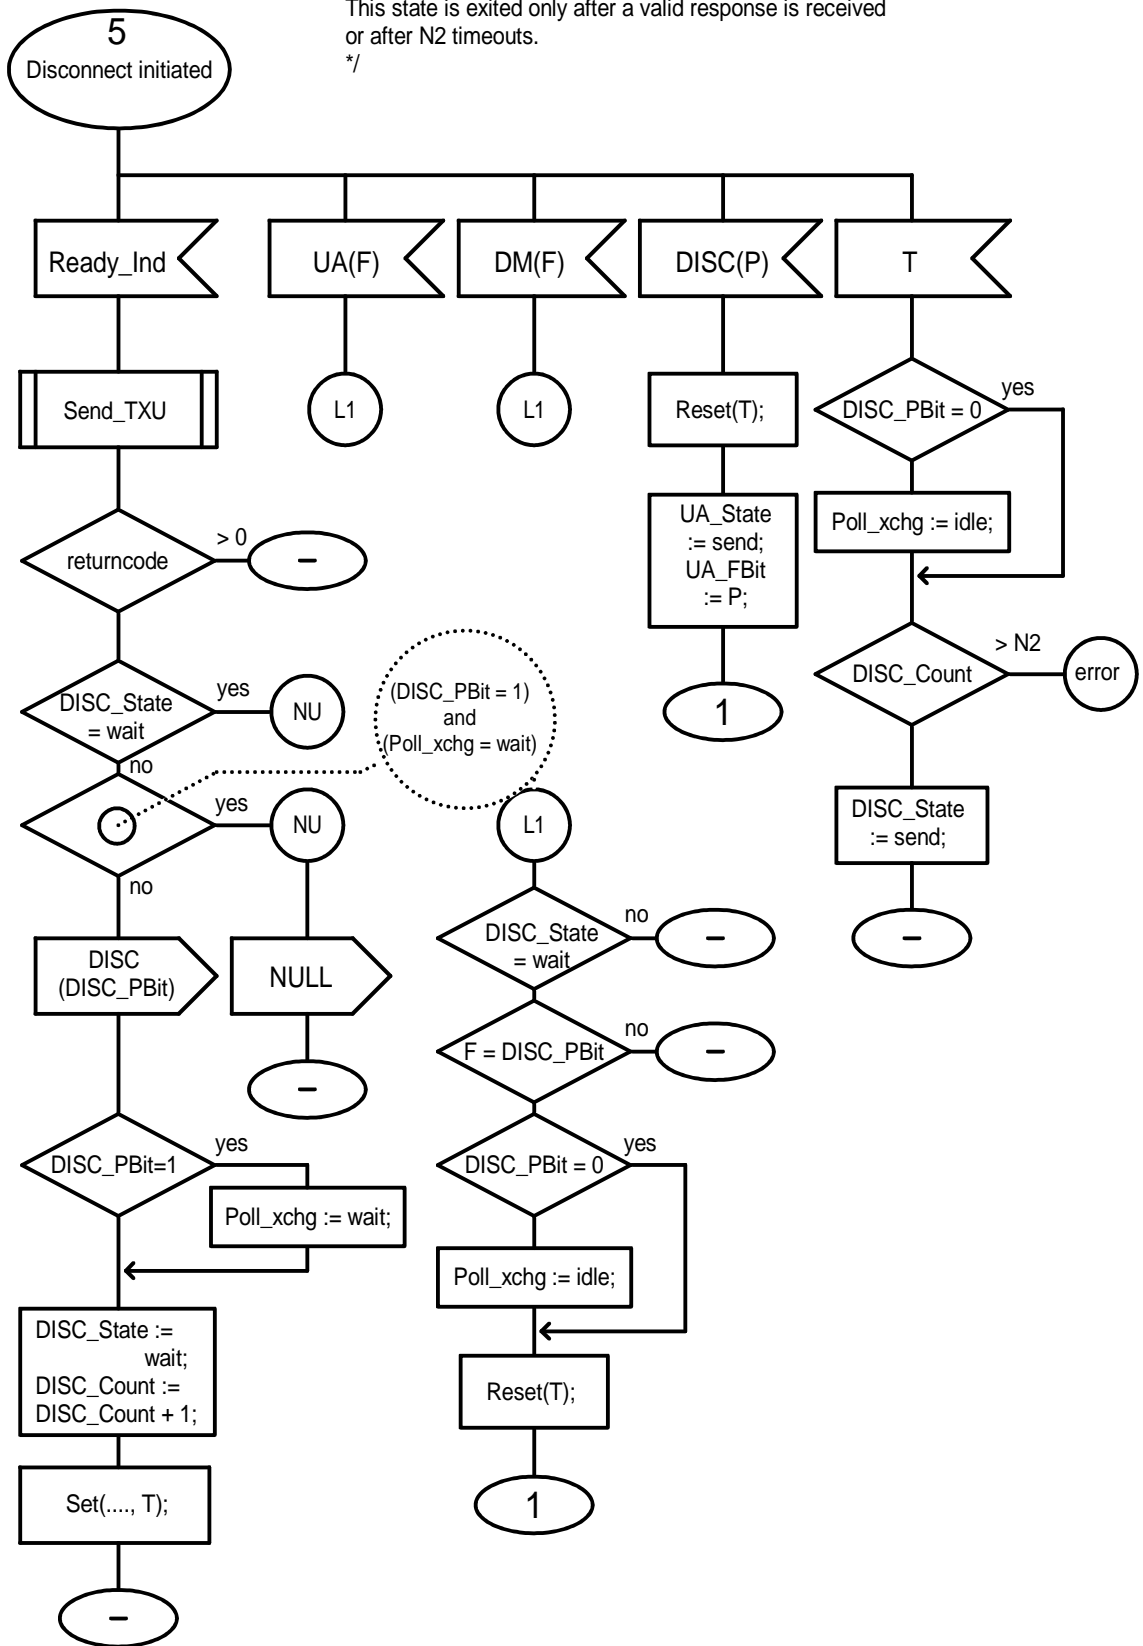 This state is exited only after a valid response is received
or after N2 timeouts.
*/
5
Disconnect initiated
Ready_Ind
UA(F)
DM(F)
DISC(P)
T
Send_TXU
L1
L1
Reset(T);
DISC_PBit = 0
yes
UA_State
:= send;
UA_FBit
:= P;
Poll_xchg := idle;
returncode
> 0
–
DISC_State
= wait
yes
NU
no
(DISC_PBit = 1)
and
(Poll_xchg = wait)
1
DISC_Count
> N2
error
yes
NU
no
L1
DISC_State
:= send;
–
DISC
(DISC_PBit)
NULL
–
DISC_State
= wait
no
–
F = DISC_PBit
no
–
DISC_PBit=1
yes
Poll_xchg := wait;
DISC_PBit = 0
yes
Poll_xchg := idle;
DISC_State :=
wait;
DISC_Count :=
DISC_Count + 1;
Reset(T);
Set(...., T);
1
–